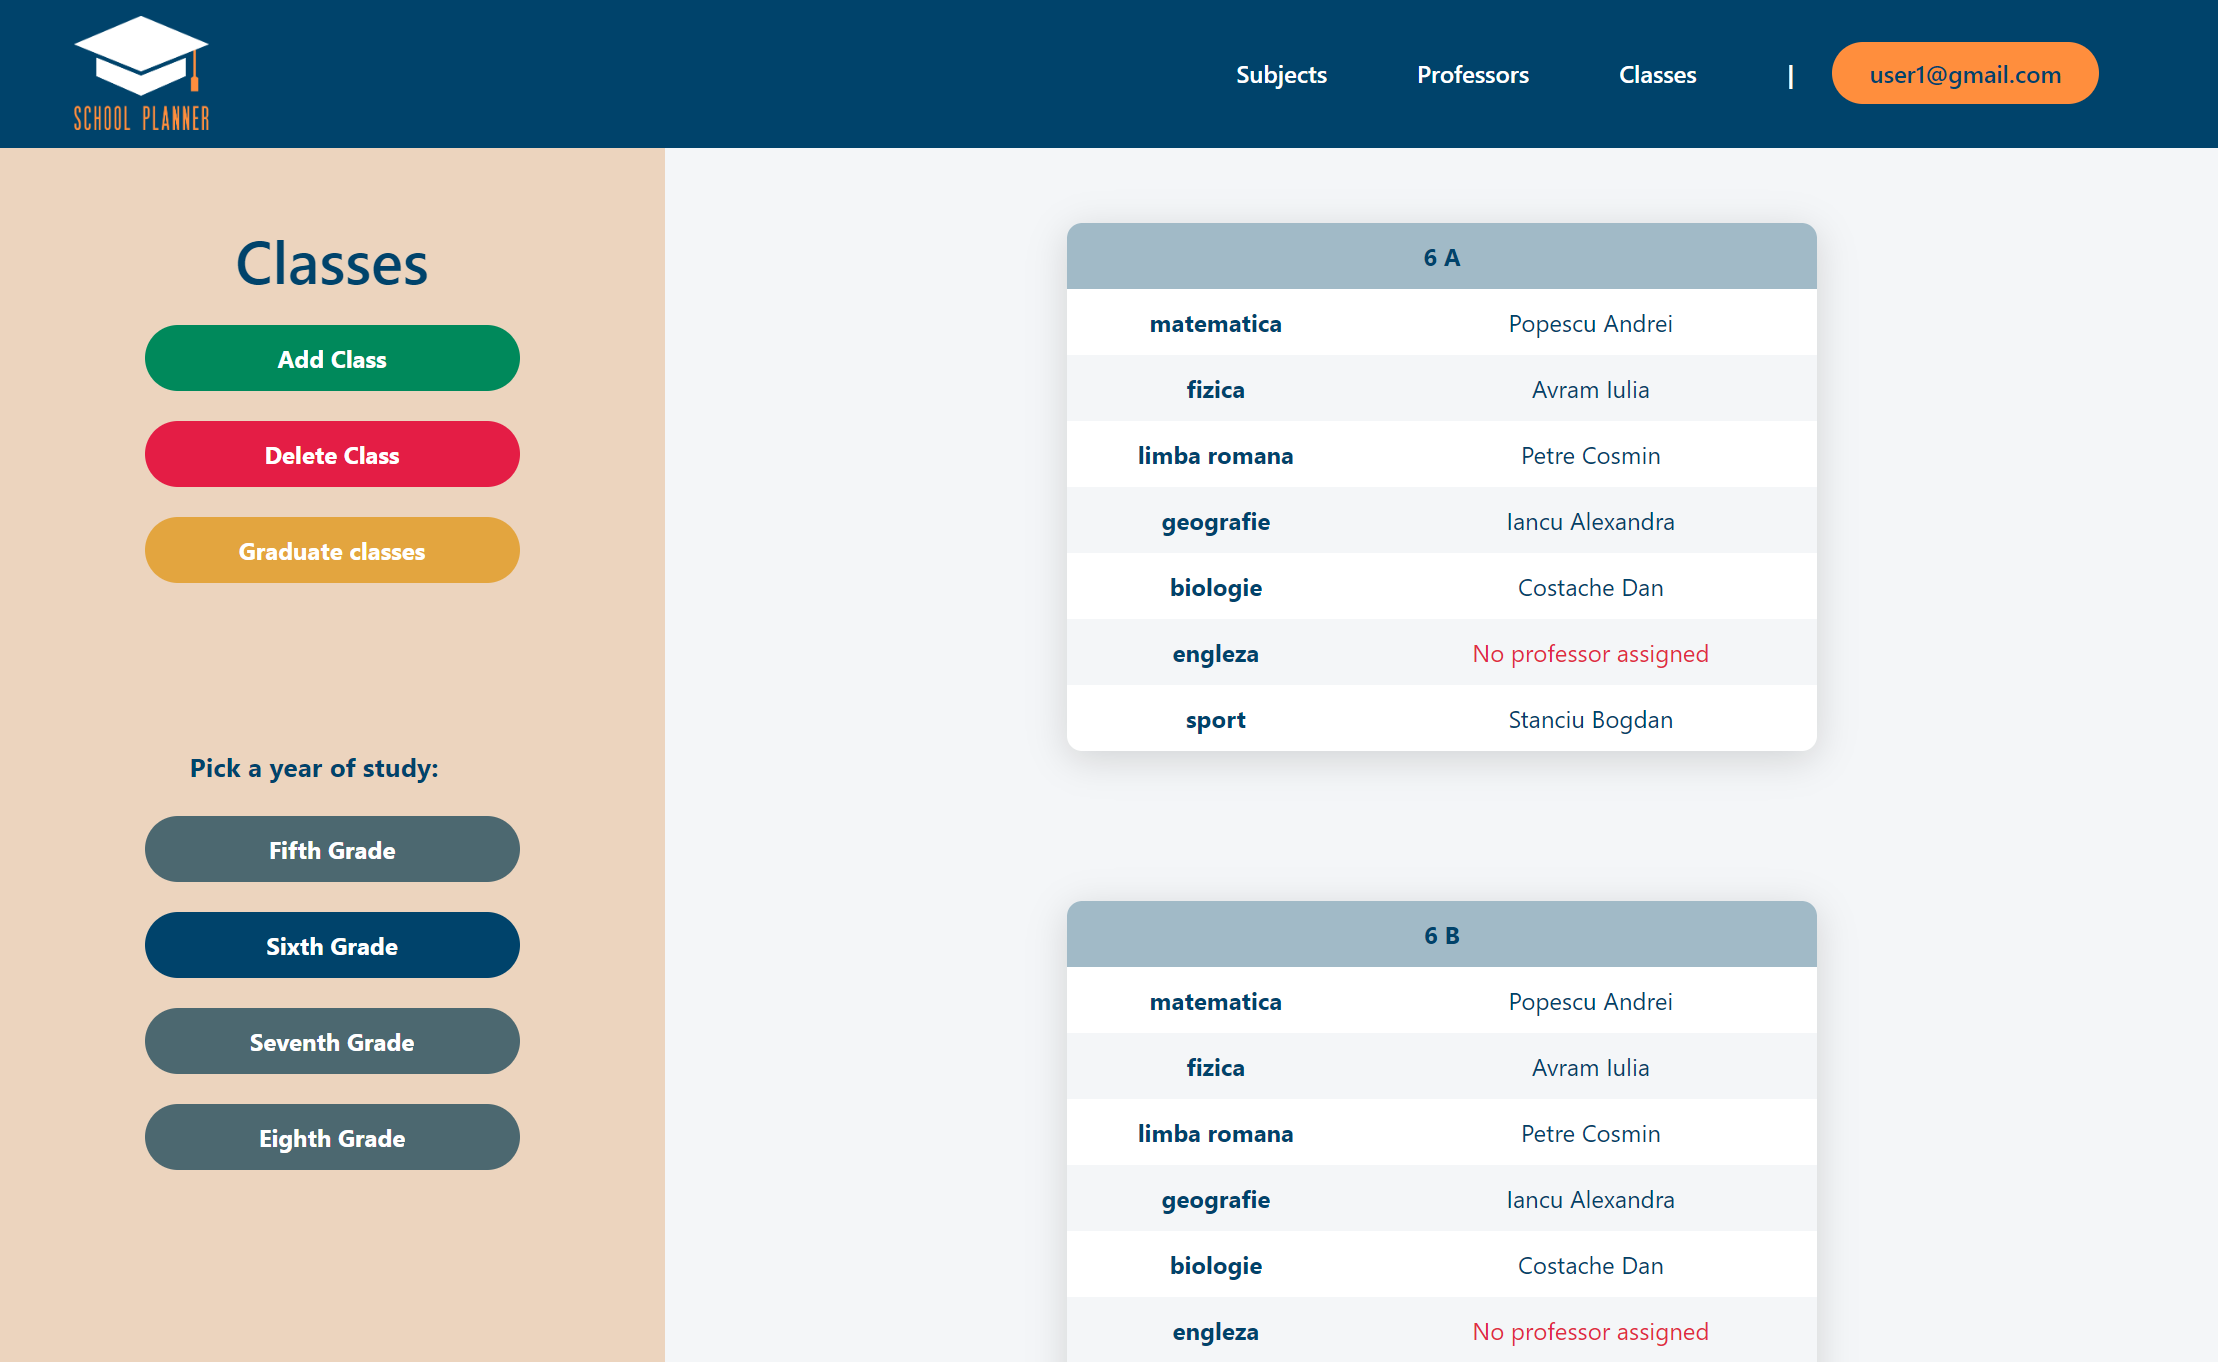 SCHOOL PLANNER
Subjects Professors Classes | user1@gmail.com
Classes
Add Class
Delete Class
Graduate classes
Pick a year of study:
Fifth Grade
Sixth Grade
Seventh Grade
Eighth Grade
6 A
matematica Popescu Andrei
fizica Avram Iulia
limba romana Petre Cosmin
geografie Iancu Alexandra
biologie Costache Dan
engleza No professor assigned
sport Stanciu Bogdan
6 B
matematica Popescu Andrei
fizica Avram Iulia
limba romana Petre Cosmin
geografie Iancu Alexandra
biologie Costache Dan
engleza No professor assigned